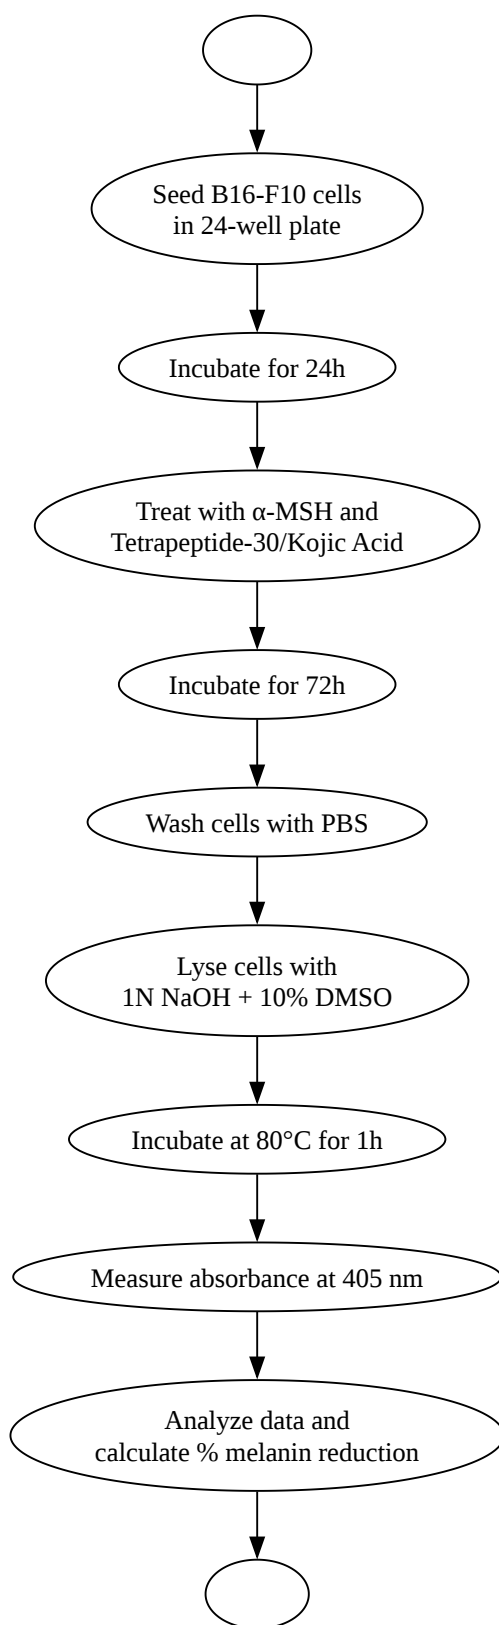 Seed B16-F10 cells
in 24-well plate
Incubate for 24h
Treat with α-MSH and
Tetrapeptide-30/Kojic Acid
Incubate for 72h
Wash cells with PBS
Lyse cells with
1N NaOH + 10% DMSO
Incubate at 80°C for 1h
Measure absorbance at 405 nm
Analyze data and
calculate % melanin reduction